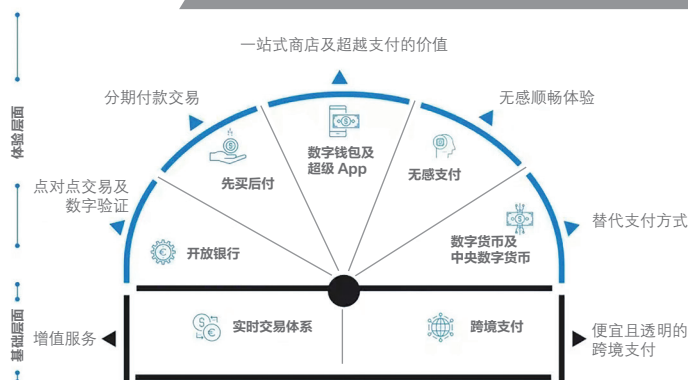 一站式商店及超越支付的价值
分期付款交易
无感顺畅体验
数字钱包及
超级 App
先买后付
无感支付
体验层面
点对点交易及
数字验证
替代支付方式
开放银行
数字货币及
中央数字货币
基础层面
增值服务
实时交易体系
跨境支付
便宜且透明的
跨境支付